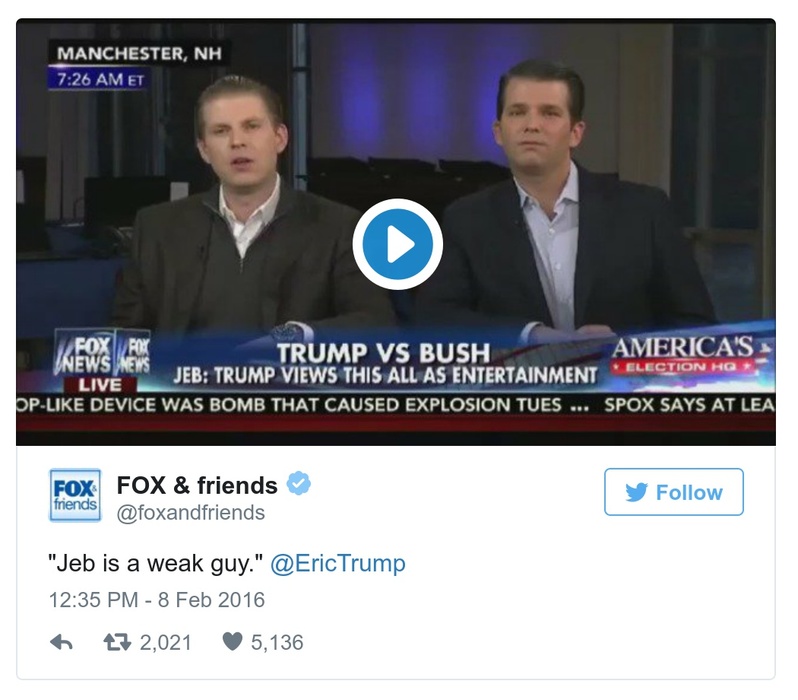 MANCHESTER, NH
7:26 AM ET
FOX NEWS
FOX NEWS
LIVE
TRUMP VS BUSH
JEB: TRUMP VIEWS THIS ALL AS ENTERTAINMENT
AMERICA'S
ELECTION HQ
OP-LIKE DEVICE WAS BOMB THAT CAUSED EXPLOSION TUES ... SPOX SAYS AT LEA
FOX & friends
FOX & friends
@foxandfriends
Follow
"Jeb is a weak guy." @EricTrump
12:35 PM - 8 Feb 2016
2,021 5,136